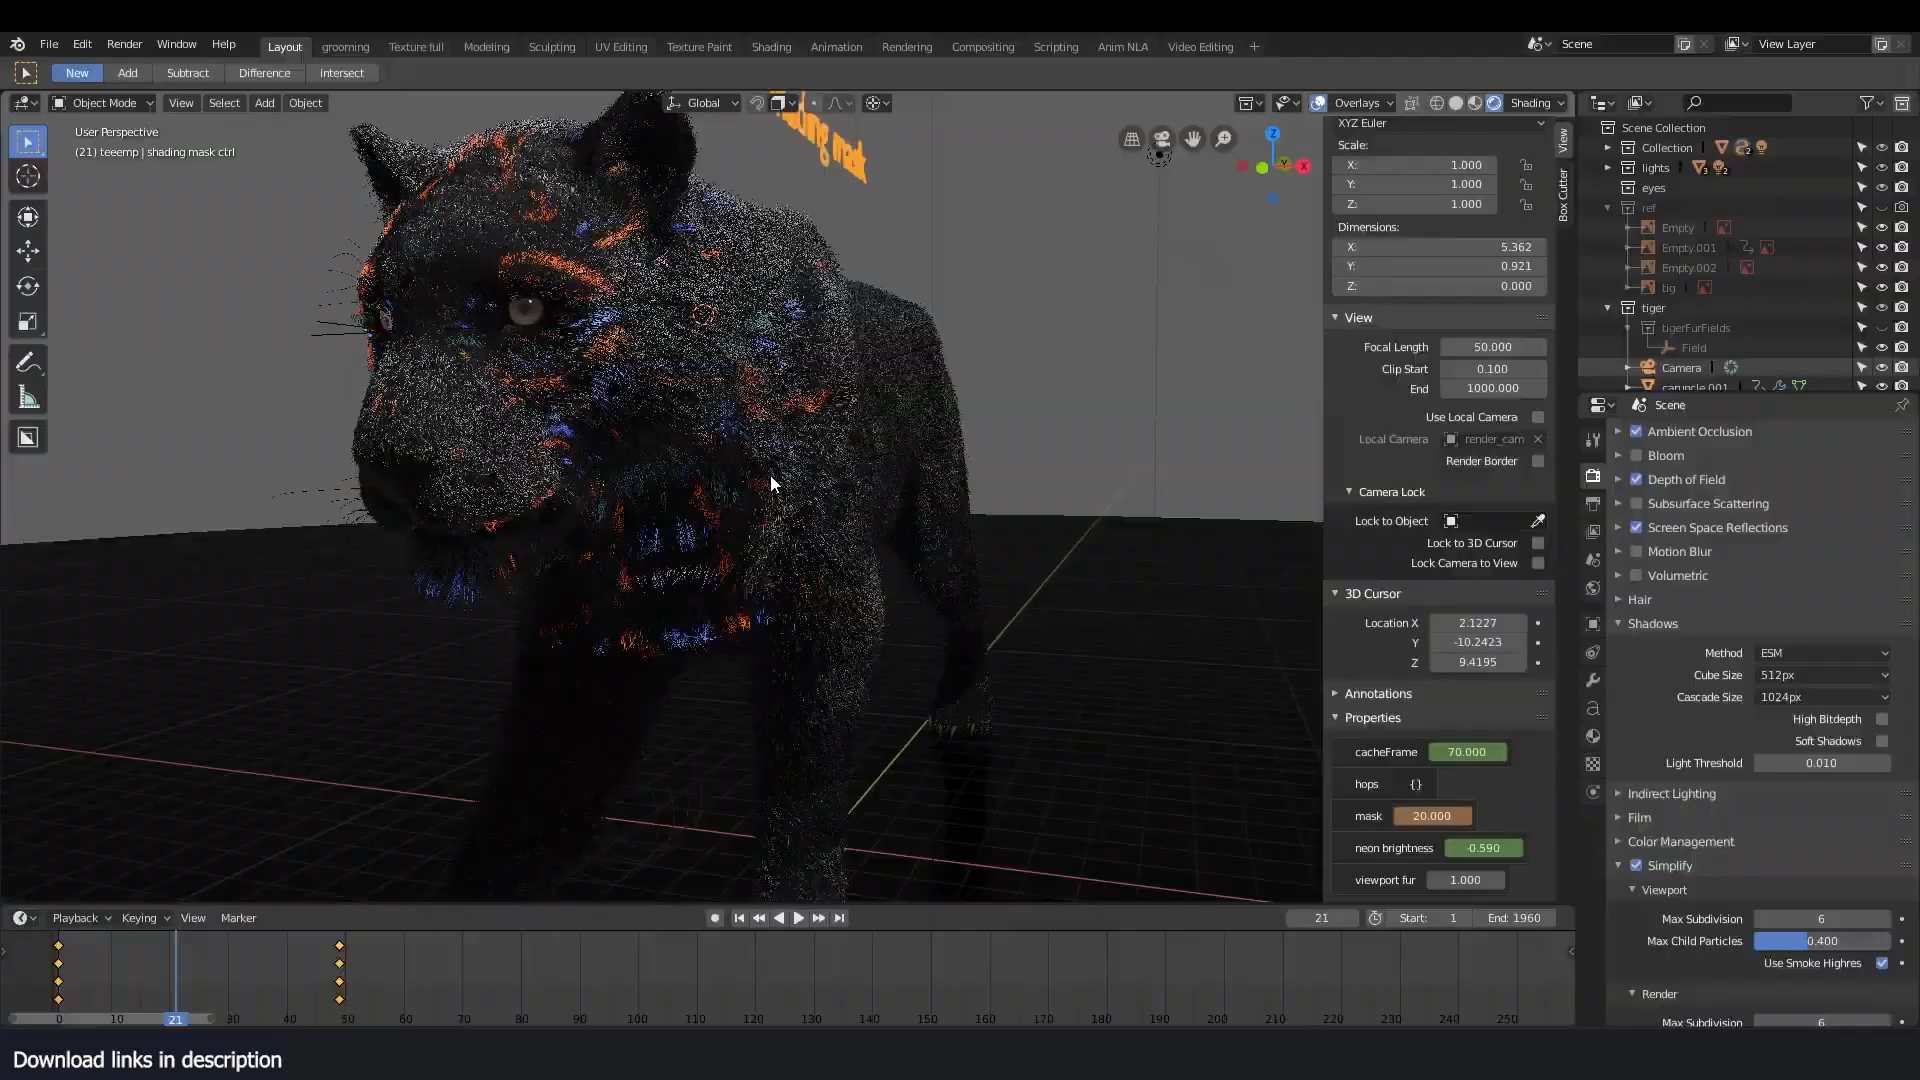 File Edit Render Window Help Layout grooming Texture full Modeling Sculpting UV Editing Texture Paint Shading Animation Rendering Compositing Scripting Anim NLA Video Editing + Scene View Layer
New Add Subtract Difference Intersect
Object Mode View Select Add Object Global Overlays Shading
User Perspective
(21) teeemp | shading mask ctrl
mask
Z
Y
X
XYZ Euler
Scale:
X: 1.000
Y: 1.000
Z: 1.000
Dimensions:
X: 5.362
Y: 0.921
Z: 0.000
View
Focal Length 50.000
Clip Start 0.100
End 1000.000
Use Local Camera
Local Camera render_cam
Render Border
Camera Lock
Lock to Object
Lock to 3D Cursor
Lock Camera to View
3D Cursor
Location X 2.1227
Y -10.2423
Z 9.4195
Annotations
Properties
cacheFrame 70.000
hops {}
mask 20.000
neon brightness -0.590
viewport fur 1.000
View
Box Cutter
Scene Collection
Collection 2
lights 3 2
eyes
ref
Empty
Empty.001
Empty.002
tig
tiger
tigerFurFields
Field
Camera
caruncle.001
Scene
Ambient Occlusion
Bloom
Depth of Field
Subsurface Scattering
Screen Space Reflections
Motion Blur
Volumetric
Hair
Shadows
Method ESM
Cube Size 512px
Cascade Size 1024px
High Bitdepth
Soft Shadows
Light Threshold 0.010
Indirect Lighting
Film
Color Management
Simplify
Viewport
Max Subdivision 6
Max Child Particles 0.400
Use Smoke Highres
Render
Max Subdivision 6
Playback Keying View Marker 21 Start: 1 End: 1960
0 10 21 30 40 50 60 70 80 90 100 110 120 130 140 150 160 170 180 190 200 210 220 230 240 250
Download links in description